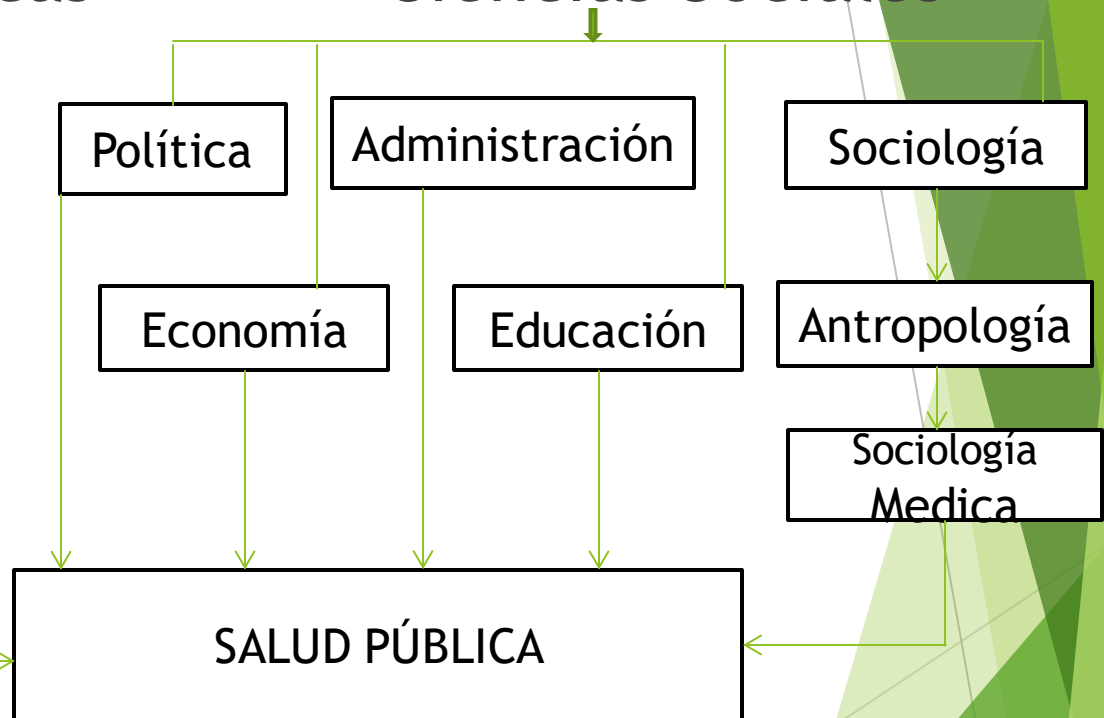 Política
Administración
Sociología
Economía
Educación
Antropología
Sociología
Medica
SALUD PÚBLICA